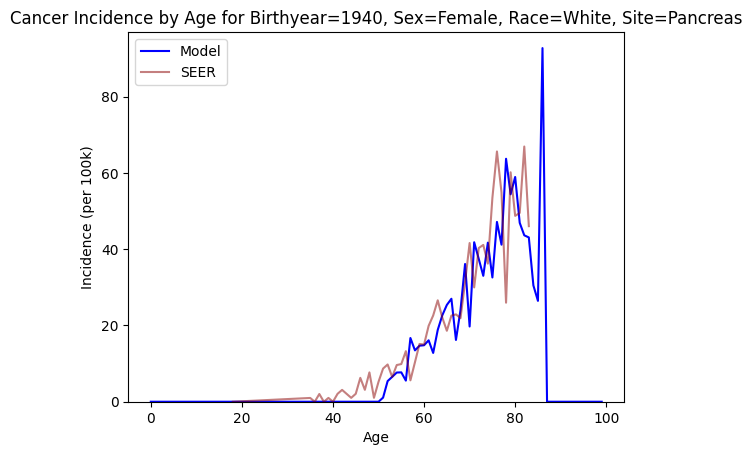 Cancer Incidence by Age for Birthyear=1940, Sex=Female, Race=White, Site=Pancreas
Model
SEER
80
60
40
20
0
Incidence (per 100k)
0 20 40 60 80 100
Age